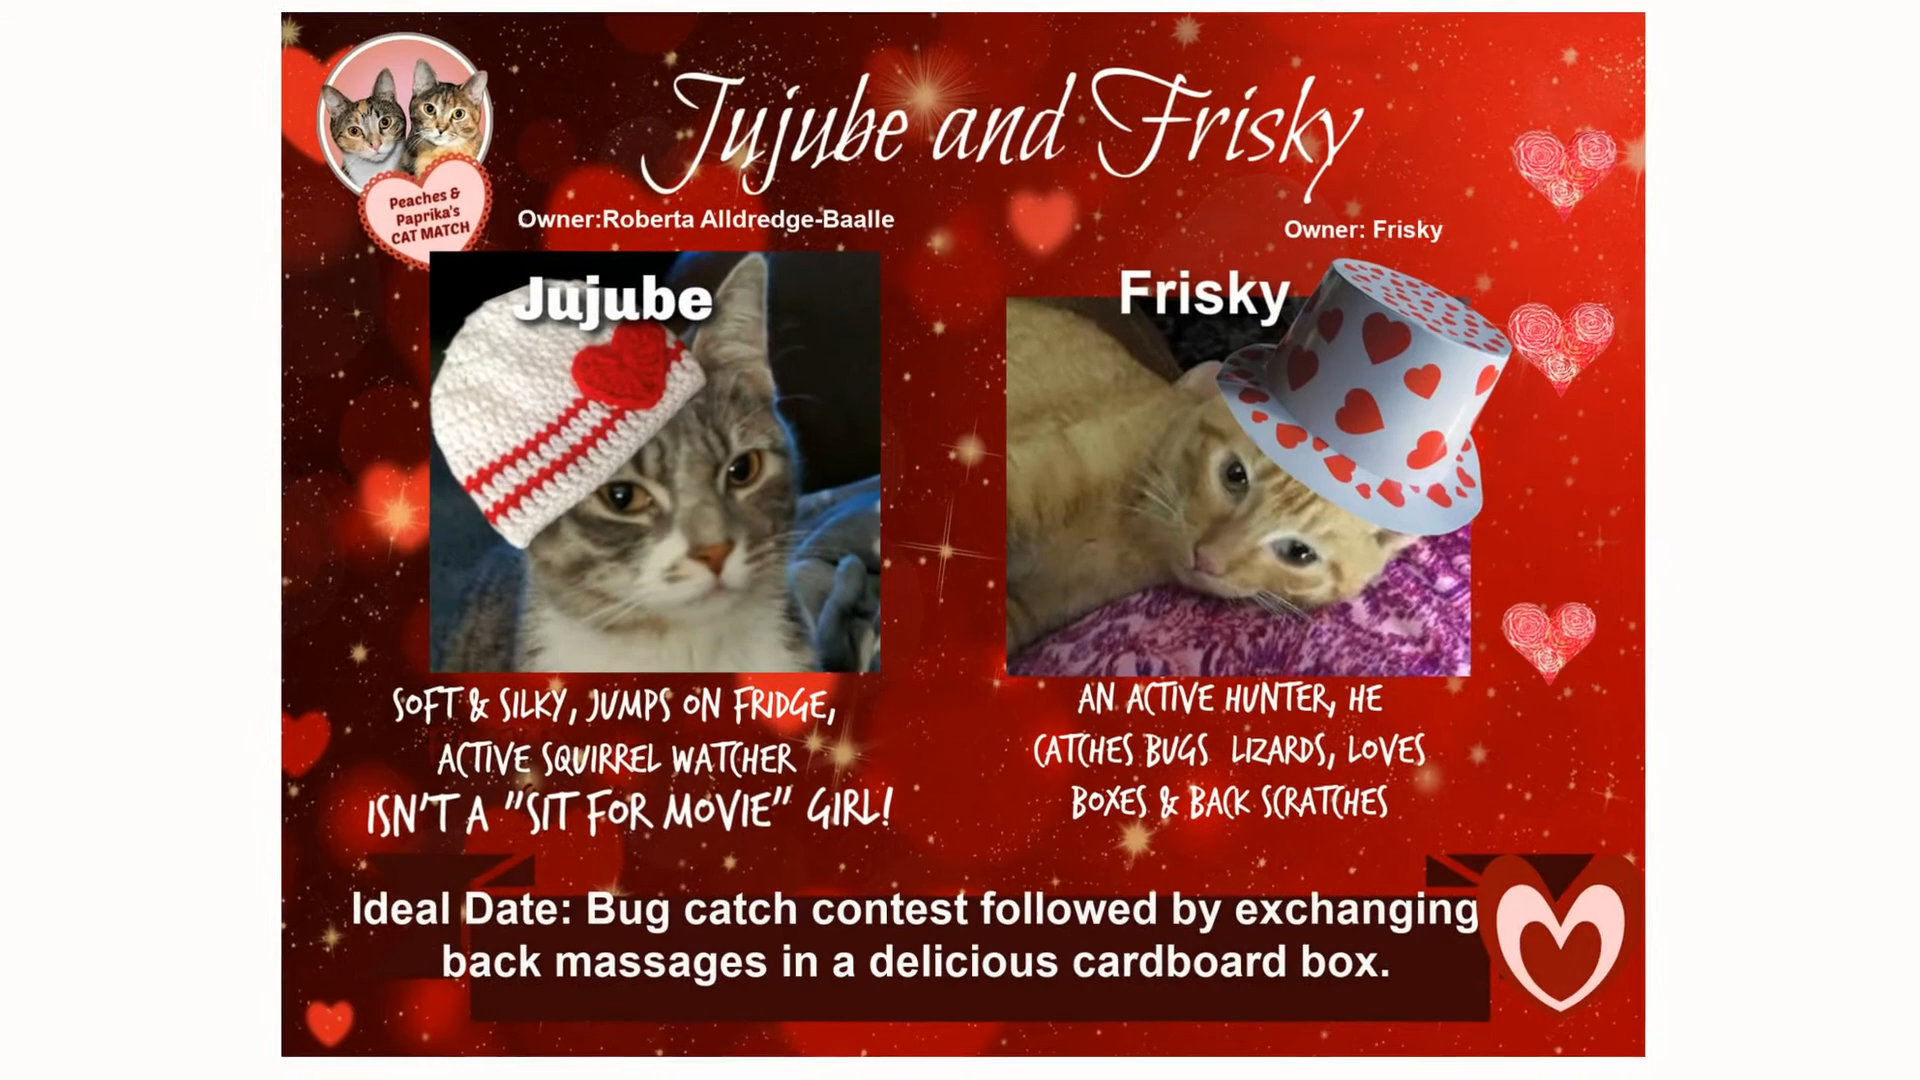 Jujube and Frisky
Peaches &
Paprika's
CAT MATCH
Owner:Roberta Alldredge-Baalle
Owner: Frisky
Jujube
Frisky
SOFT & SILKY, JUMPS ON FRIDGE,
ACTIVE SQUIRREL WATCHER
ISN'T A "SIT FOR MOVIE" GIRL!
AN ACTIVE HUNTER, HE
CATCHES BUGS LIZARDS, LOVES
BOXES & BACK SCRATCHES
Ideal Date: Bug catch contest followed by exchanging
back massages in a delicious cardboard box.